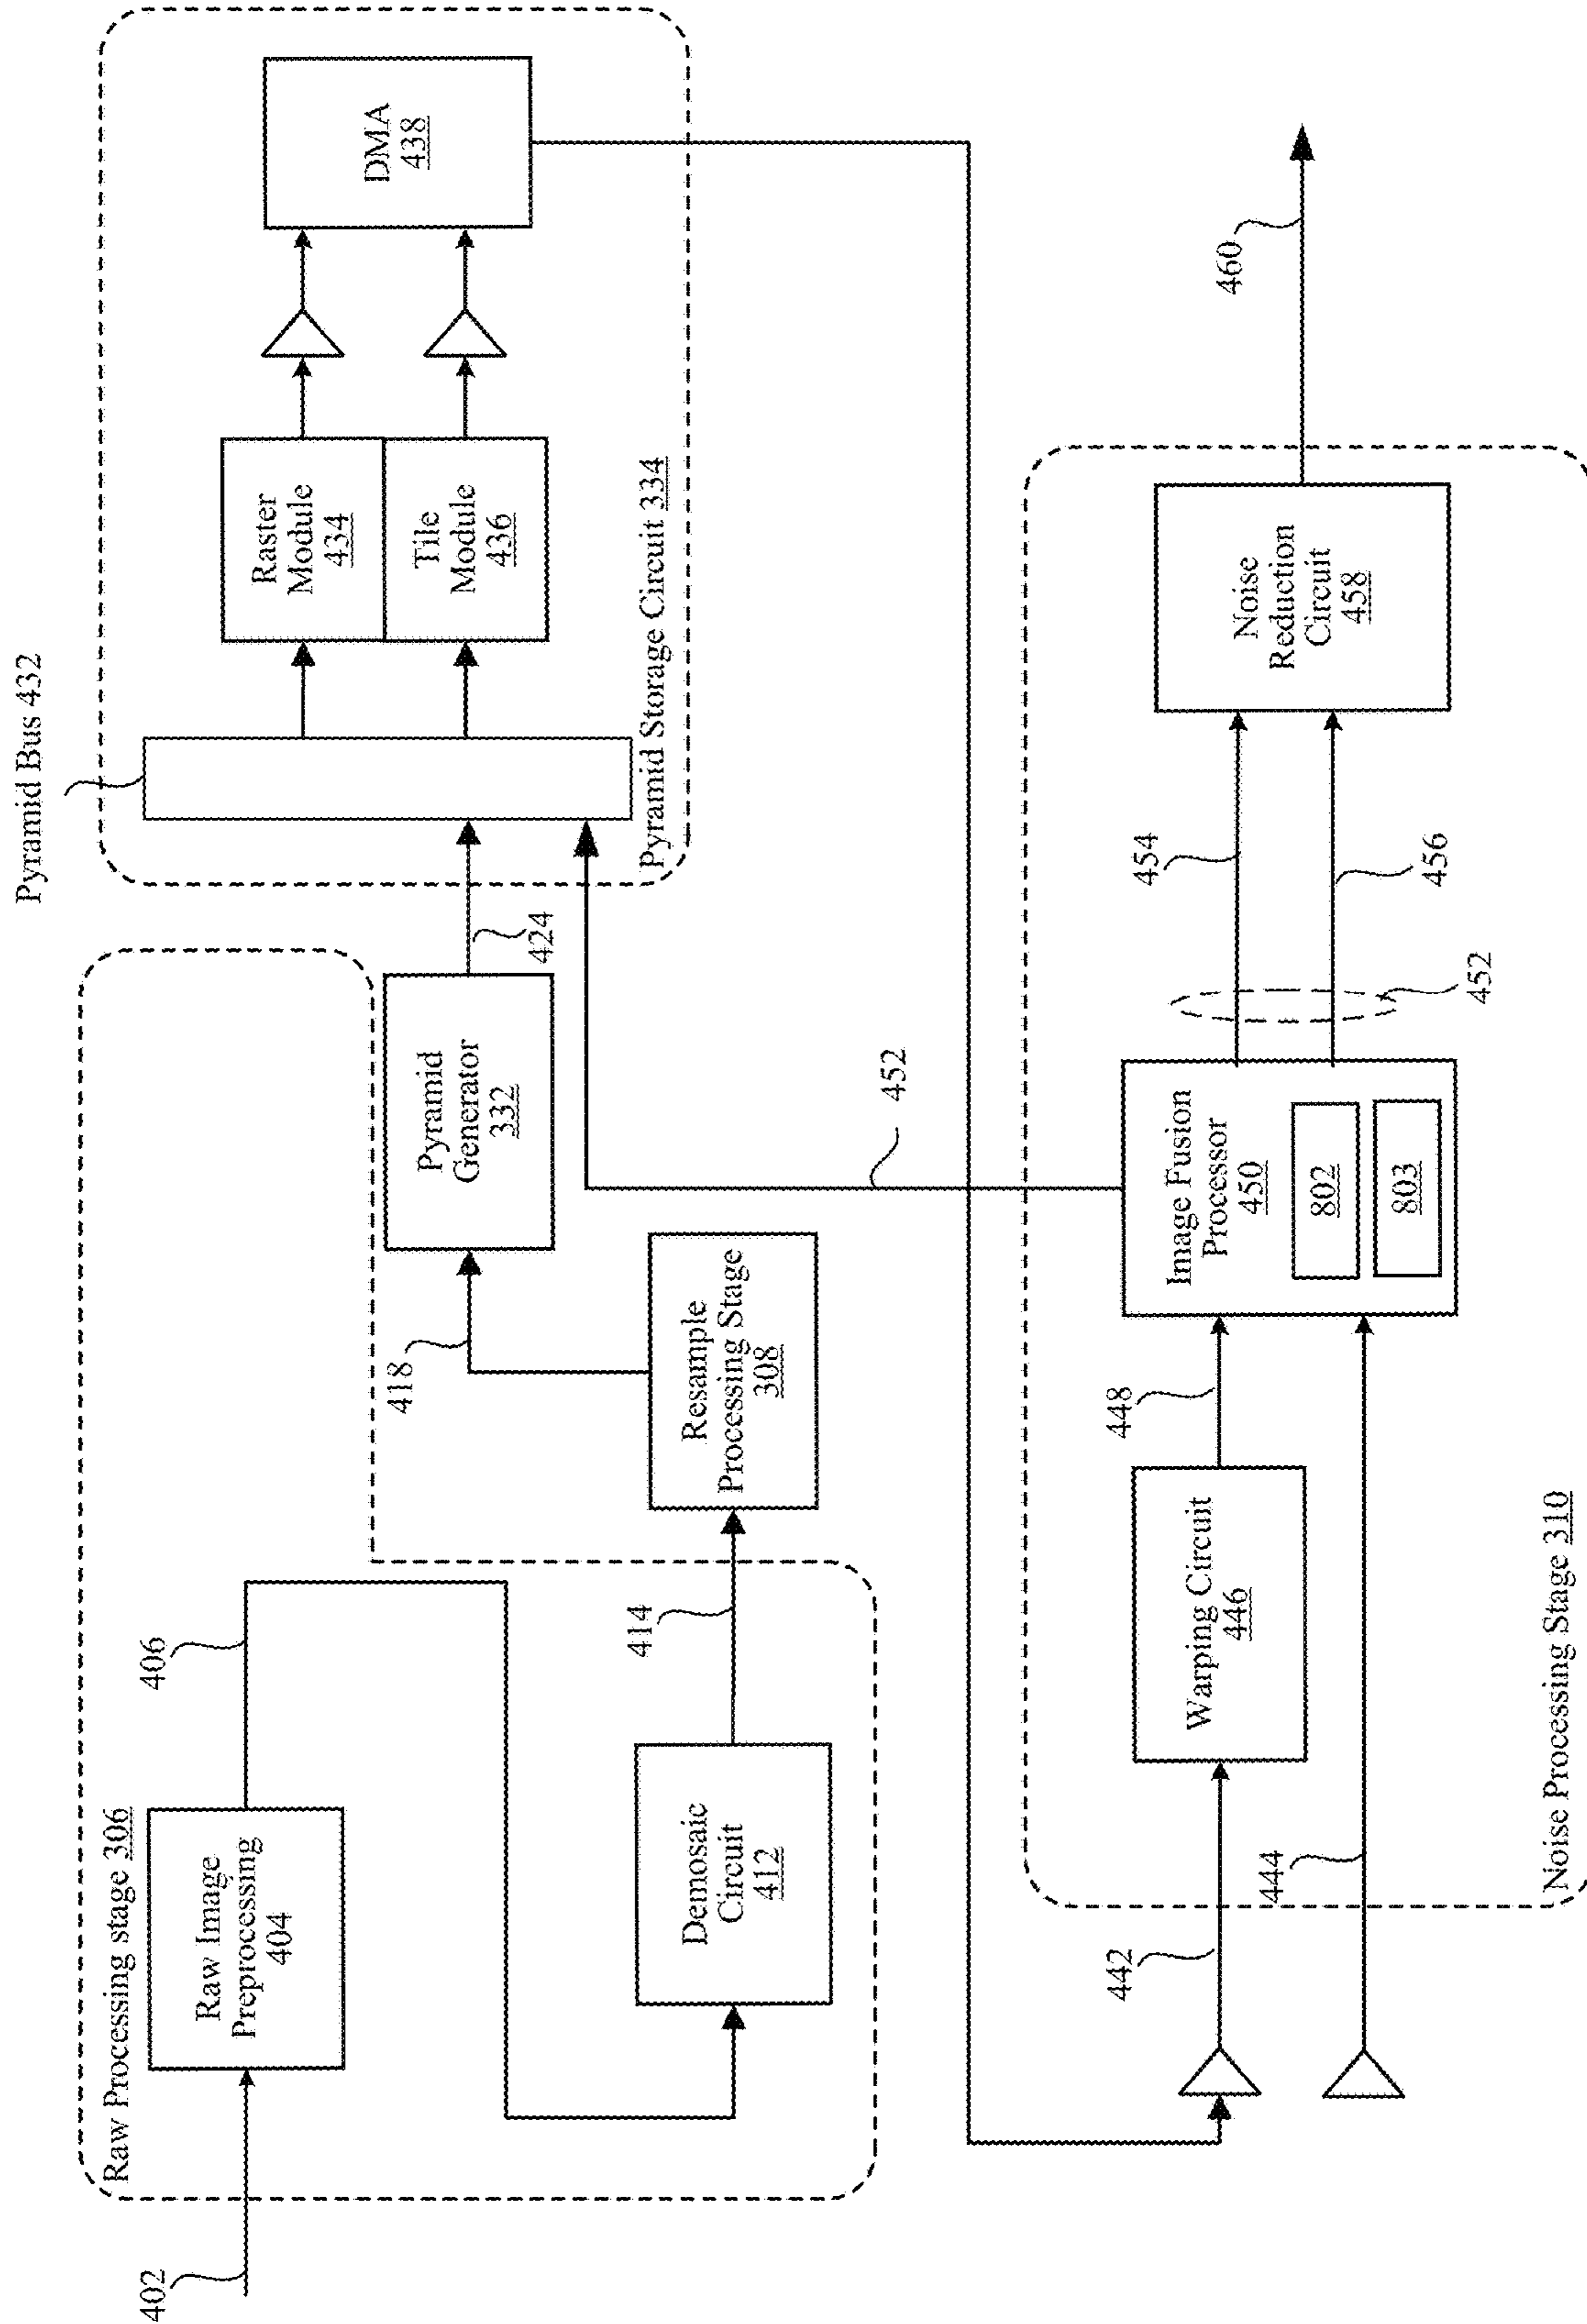 Raw Processing stage 306
402
Raw Image
Preprocessing
404
406
Demosaic
Circuit
412
414
Resample
Processing Stage
308
418
Pyramid
Generator
332
424
Pyramid Bus 432
Raster
Module
434
Tile
Module
436
DMA
438
Pyramid Storage Circuit 334
452
442
444
Warping Circuit
446
448
Image Fusion
Processor
450
802
803
452
454
456
Noise
Reduction
Circuit
458
460
Noise Processing Stage 310